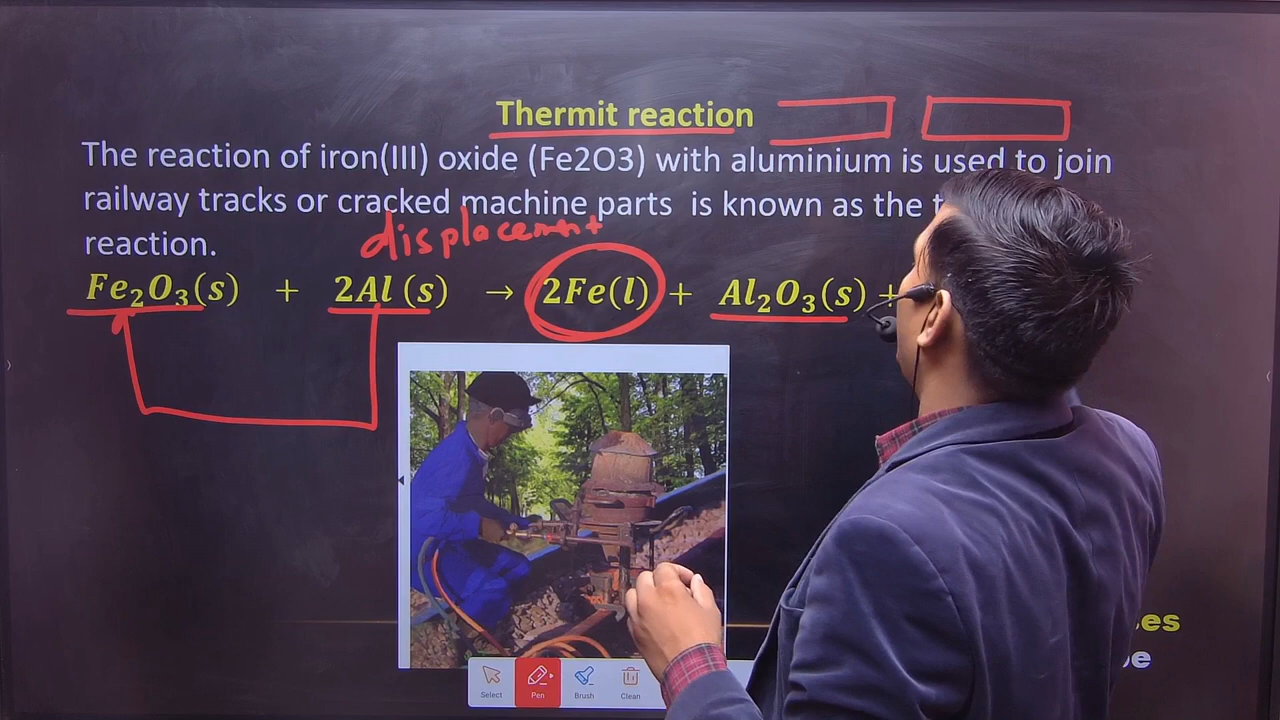 Thermit reaction
The reaction of iron(III) oxide (Fe2O3) with aluminium is used to join
railway tracks or cracked machine parts is known as the
reaction.
displacement
Fe₂O₃(s) + 2Al (s) → 2Fe(l) + Al₂O₃(s) +
Select Pen Brush Clean